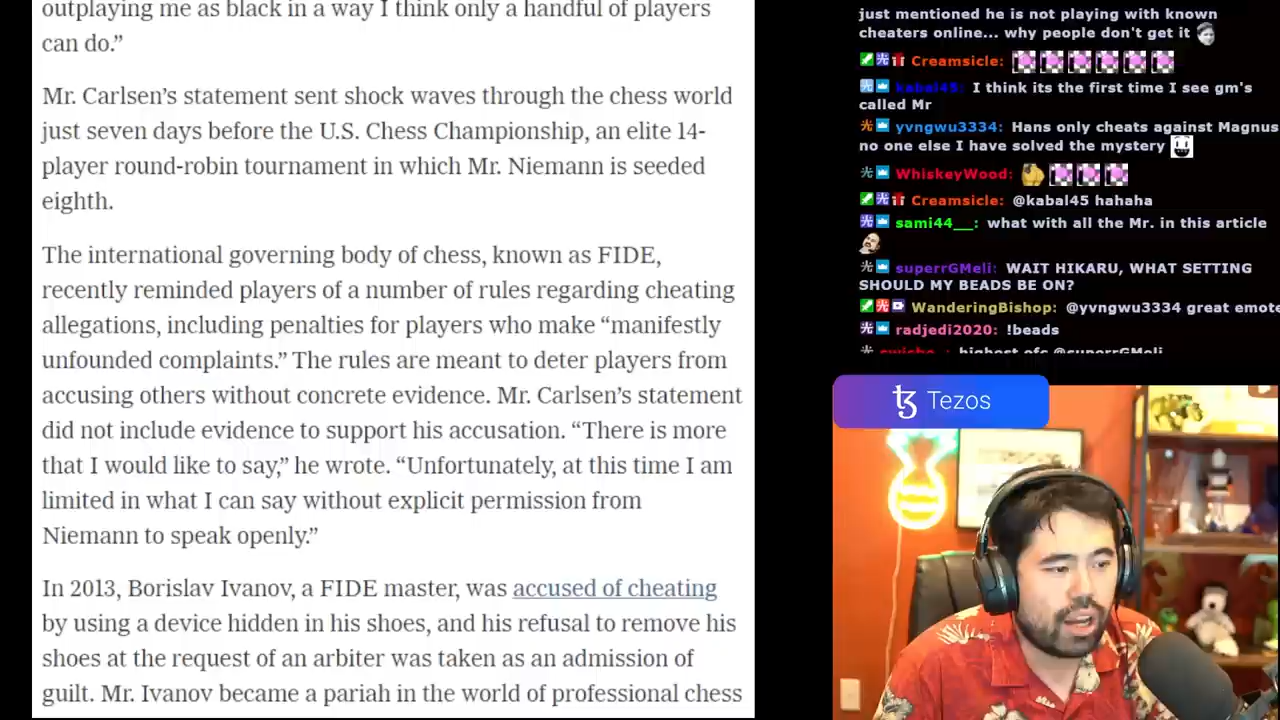 outplaying me as black in a way I think only a handful of players
can do.”
Mr. Carlsen’s statement sent shock waves through the chess world
just seven days before the U.S. Chess Championship, an elite 14-
player round-robin tournament in which Mr. Niemann is seeded
eighth.
The international governing body of chess, known as FIDE,
recently reminded players of a number of rules regarding cheating
allegations, including penalties for players who make “manifestly
unfounded complaints.” The rules are meant to deter players from
accusing others without concrete evidence. Mr. Carlsen’s statement
did not include evidence to support his accusation. “There is more
that I would like to say,” he wrote. “Unfortunately, at this time I am
limited in what I can say without explicit permission from
Niemann to speak openly.”
In 2013, Borislav Ivanov, a FIDE master, was accused of cheating
by using a device hidden in his shoes, and his refusal to remove his
shoes at the request of an arbiter was taken as an admission of
guilt. Mr. Ivanov became a pariah in the world of professional chess
just mentioned he is not playing with known
cheaters online... why people don't get it
Creamsicle:
kabal45: I think its the first time I see gm's
called Mr
yvngwu3334: Hans only cheats against Magnus
no one else I have solved the mystery
WhiskeyWood:
Creamsicle: @kabal45 hahaha
sami44__: what with all the Mr. in this article
superrGMeli: WAIT HIKARU, WHAT SETTING
SHOULD MY BEADS BE ON?
WanderingBishop: @yvngwu3334 great emote
radjedi2020: !beads
highest ofc @superrGMeli
Tezos